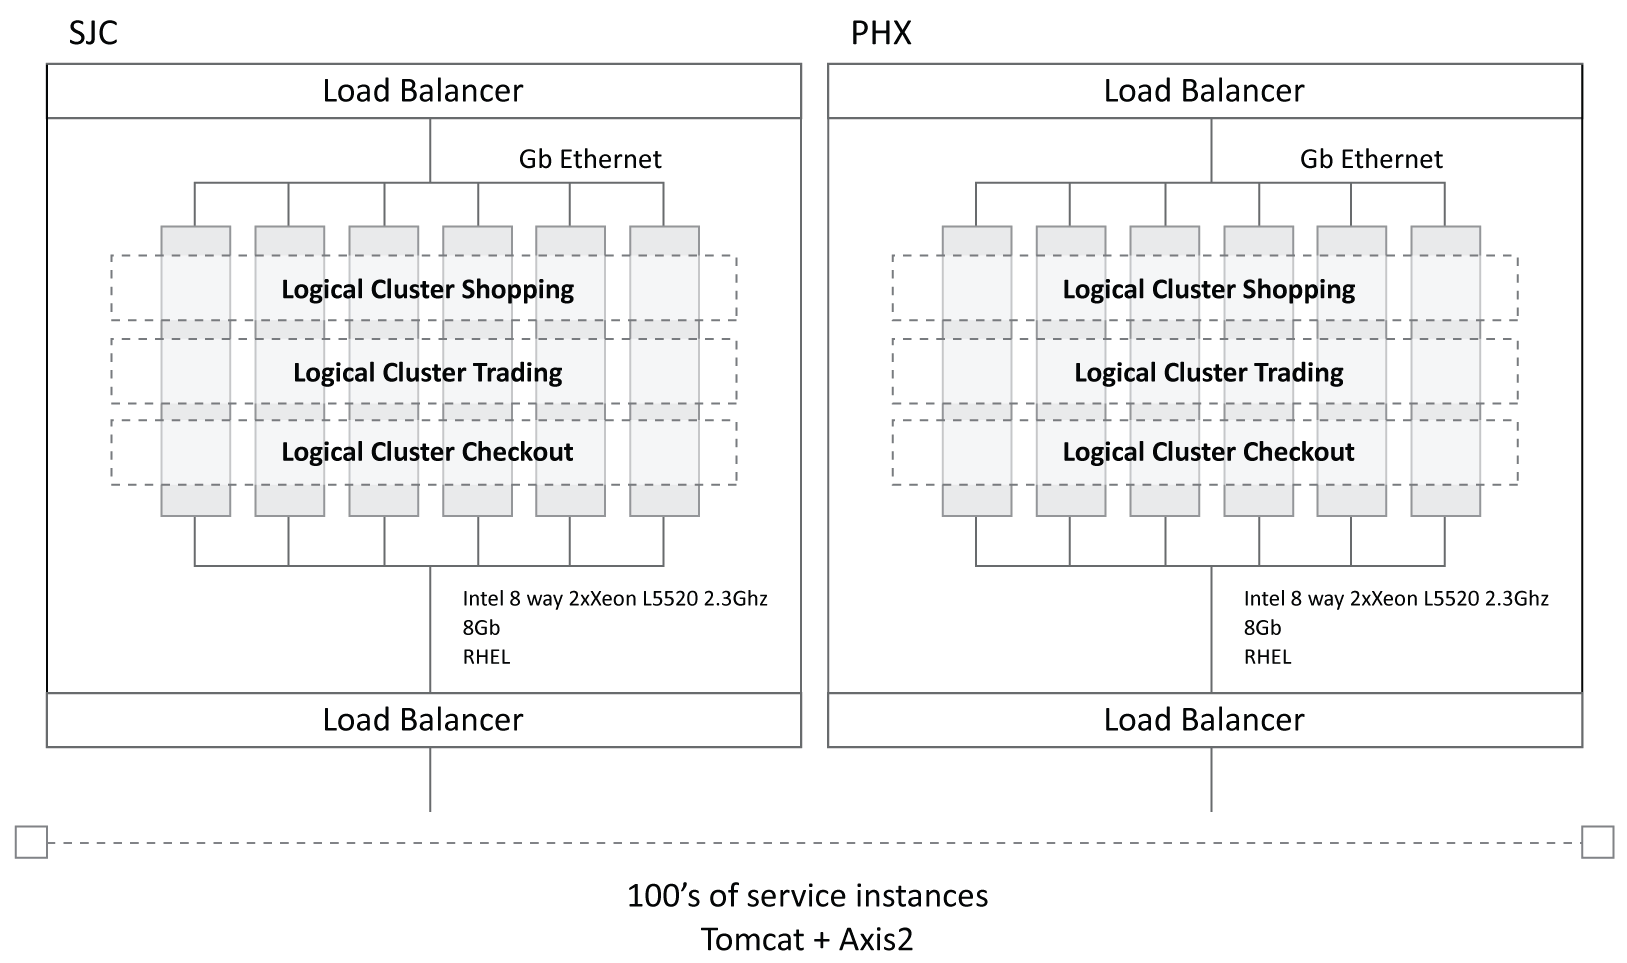 SJC
Load Balancer
Gb Ethernet
Logical Cluster Shopping
Logical Cluster Trading
Logical Cluster Checkout
Intel 8 way 2xXeon L5520 2.3Ghz
8Gb
RHEL
Load Balancer
PHX
Load Balancer
Gb Ethernet
Logical Cluster Shopping
Logical Cluster Trading
Logical Cluster Checkout
Intel 8 way 2xXeon L5520 2.3Ghz
8Gb
RHEL
Load Balancer
100’s of service instances
Tomcat + Axis2